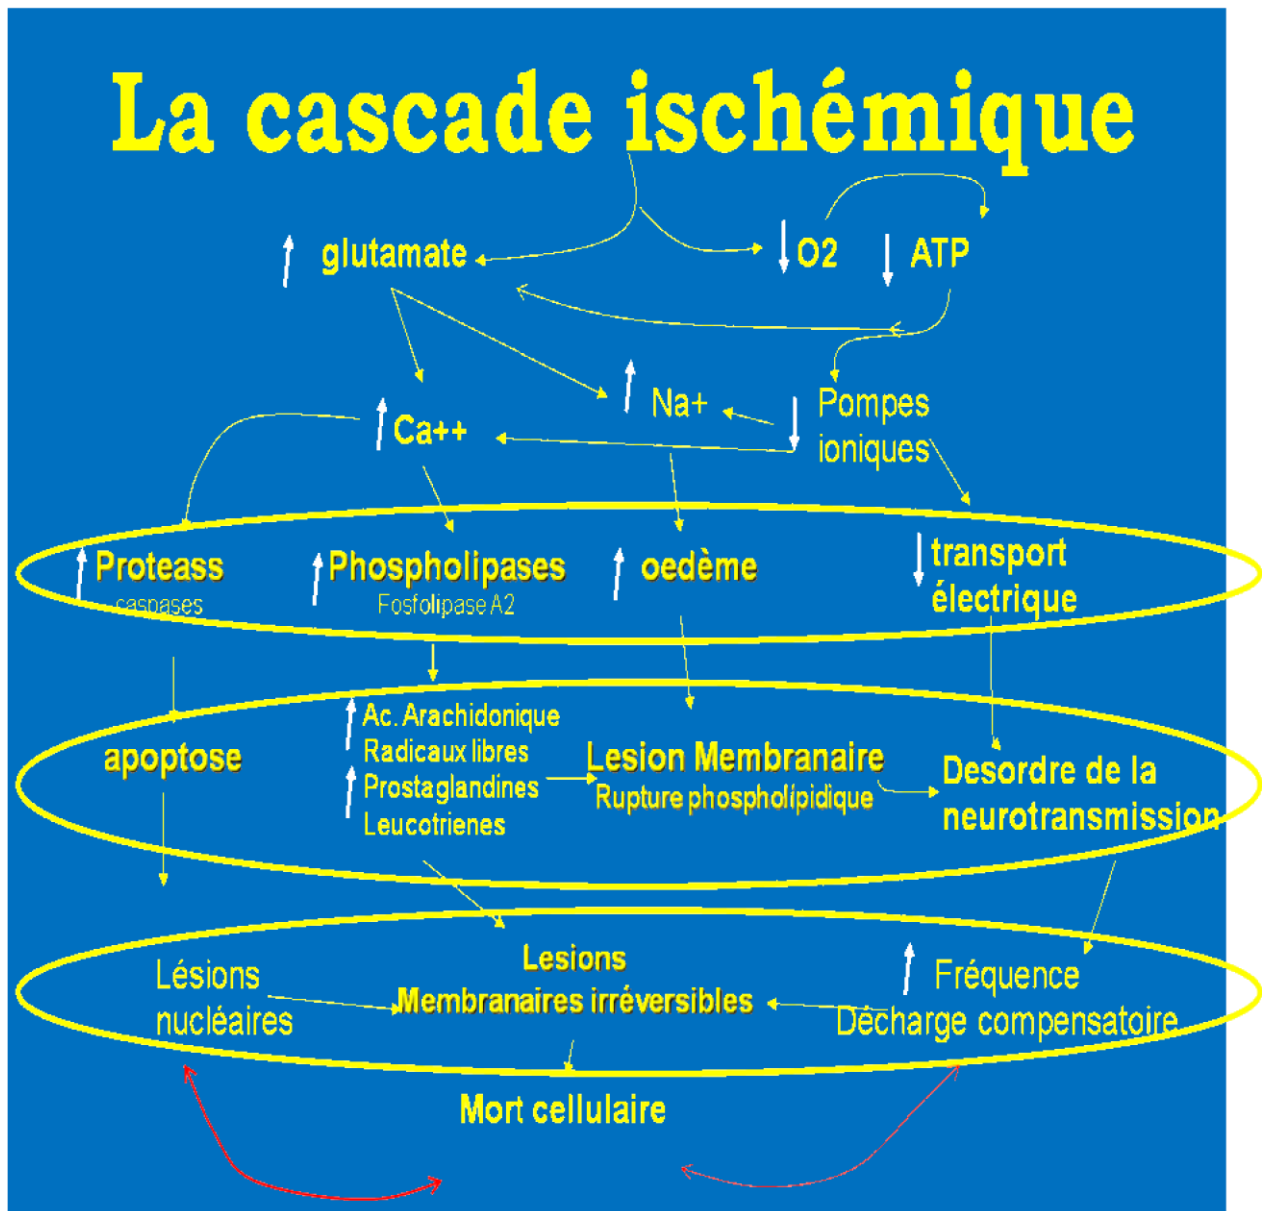 La cascade ischémique
glutamate
O2
ATP
Na+
Pompes
ioniques
Ca++
Proteass
caspases
Phospholipases
Fosfolipase A2
oedème
transport
électrique
apoptose
Ac. Arachidonique
Radicaux libres
Prostaglandines
Leucotrienes
Lesion Membranaire
Rupture phospholipidique
Desordre de la
neurotransmission
Lésions
nucléaires
Lesions
Membranaires irréversibles
Fréquence
Décharge compensatoire
Mort cellulaire